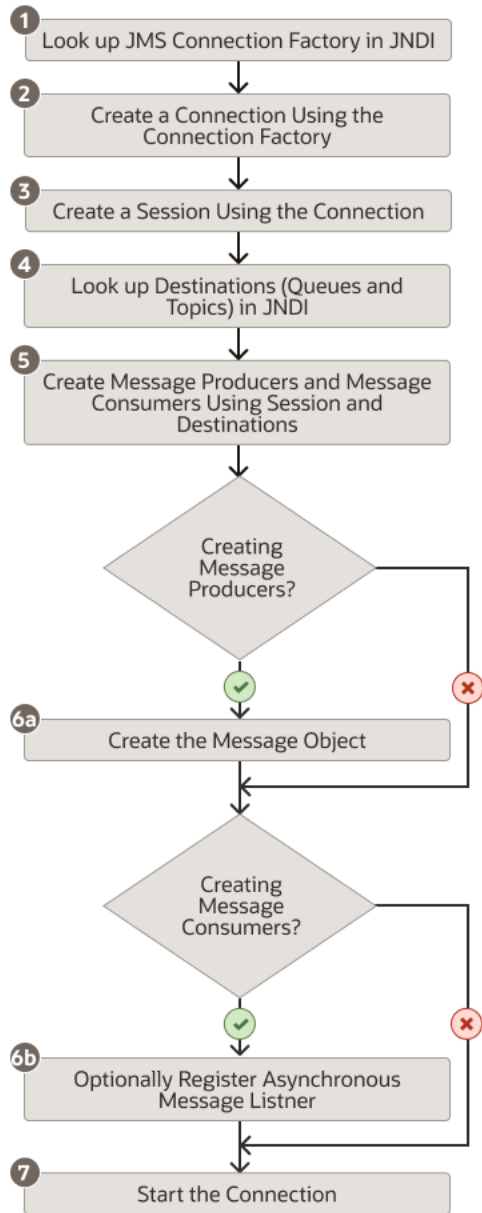 1
Look up JMS Connection Factory in JNDI
2
Create a Connection Using the
Connection Factory
3
Create a Session Using the Connection
4
Look up Destinations (Queues and
Topics) in JNDI
5
Create Message Producers and Message
Consumers Using Session and
Destinations
Creating
Message
Producers?
6a
Create the Message Object
Creating
Message
Consumers?
6b
Optionally Register Asynchronous
Message Listner
7
Start the Connection